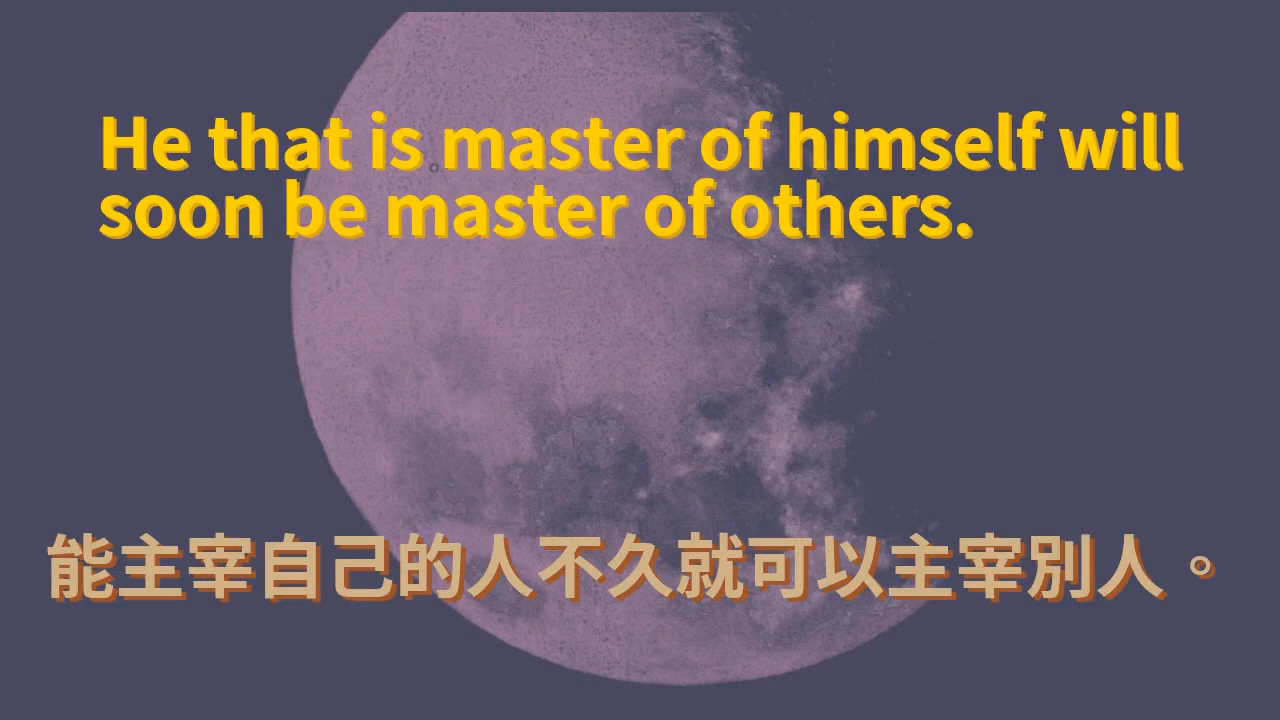 He that is master of himself will
soon be master of others.
能主宰自己的人不久就可以主宰別人。